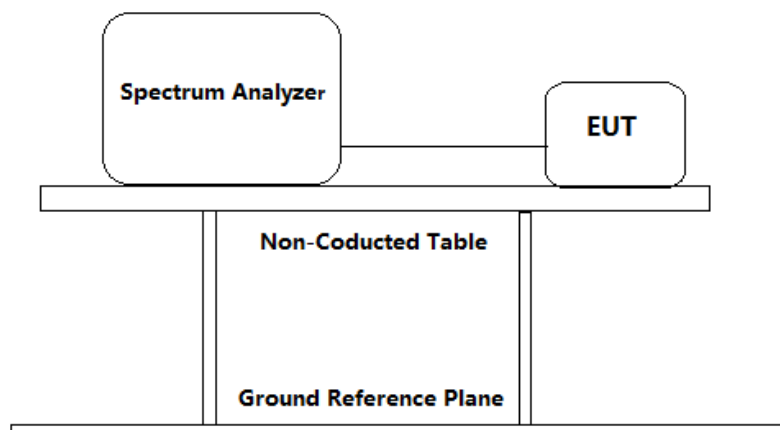 Spectrum Analyzer
EUT
Non-Coducted Table
Ground Reference Plane